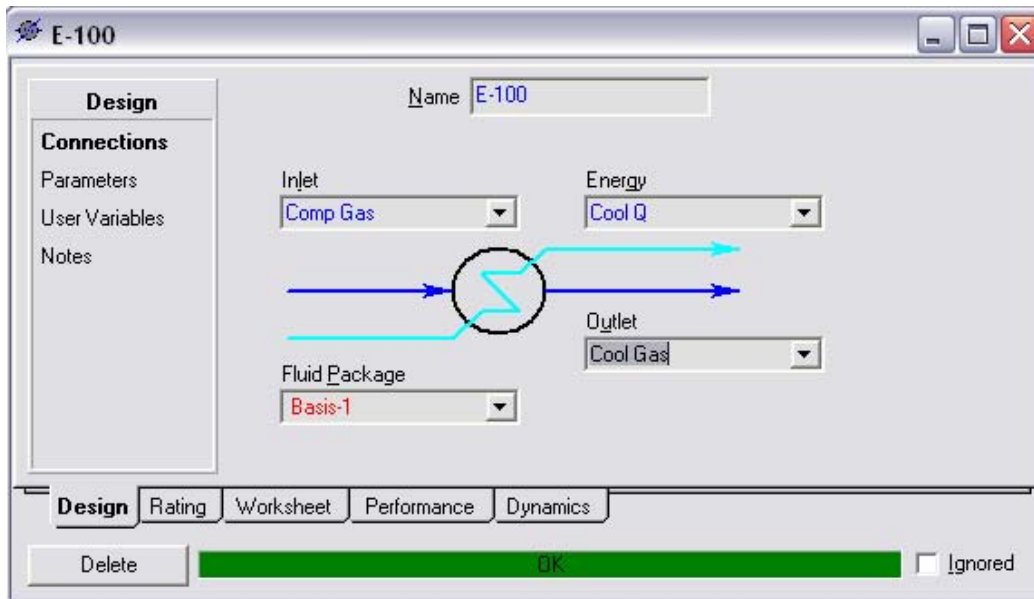 E-100
Design
Name E-100
Connections
Parameters
User Variables
Notes
Inlet
Comp Gas
Energy
Cool Q
Outlet
Cool Gas
Fluid Package
Basis-1
Design Rating Worksheet Performance Dynamics
Delete OK Ignored